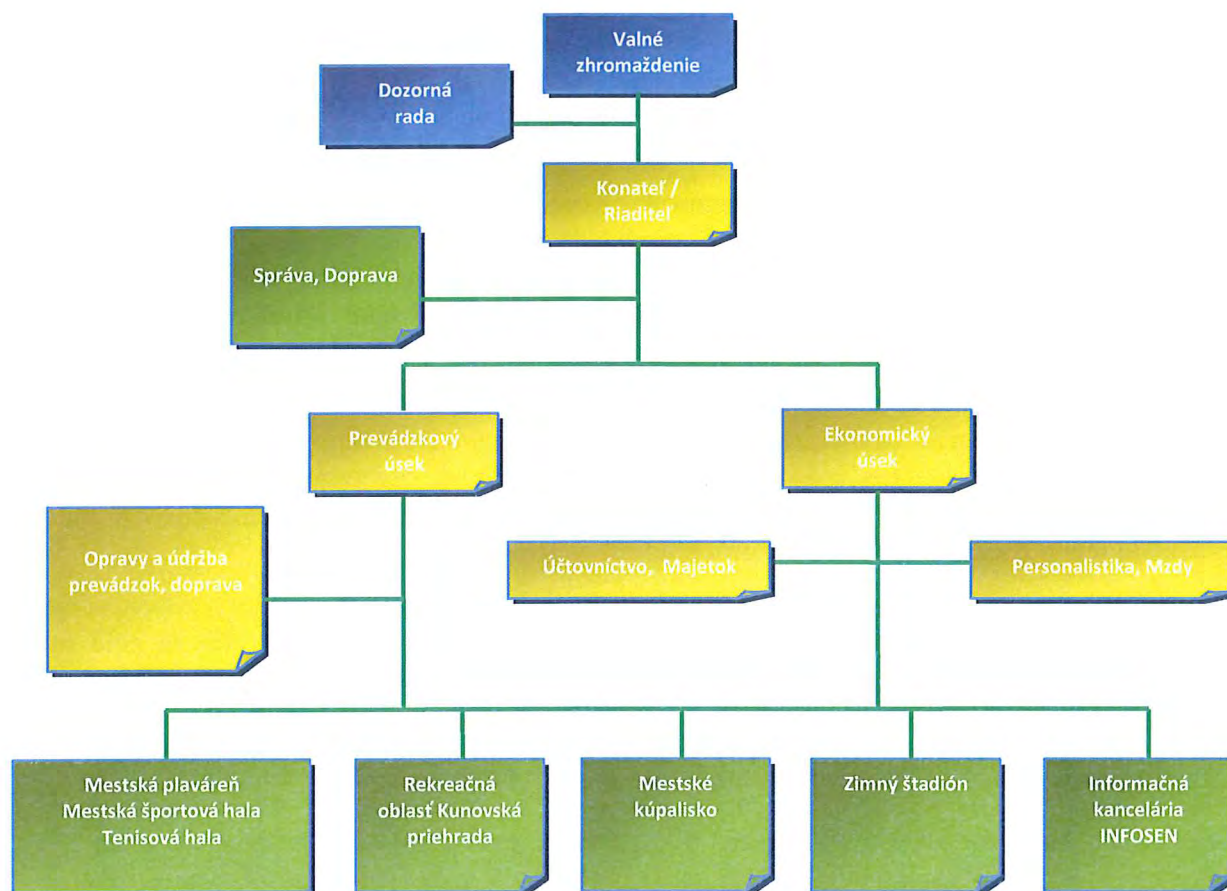 Valné
zhromaždenie
Dozorná
rada
Konateľ /
Riaditeľ
Správa, Doprava
Prevádzkový
úsek
Ekonomický
úsek
Opravy a údržba
prevádzok, doprava
Účtovníctvo, Majetok
Personalistika, Mzdy
Mestská plaváreň
Mestská športová hala
Tenisová hala
Rekreačná
oblasť Kunovská
priehrada
Mestské
kúpalisko
Zimný štadión
Informačná
kancelária
INFOSEN